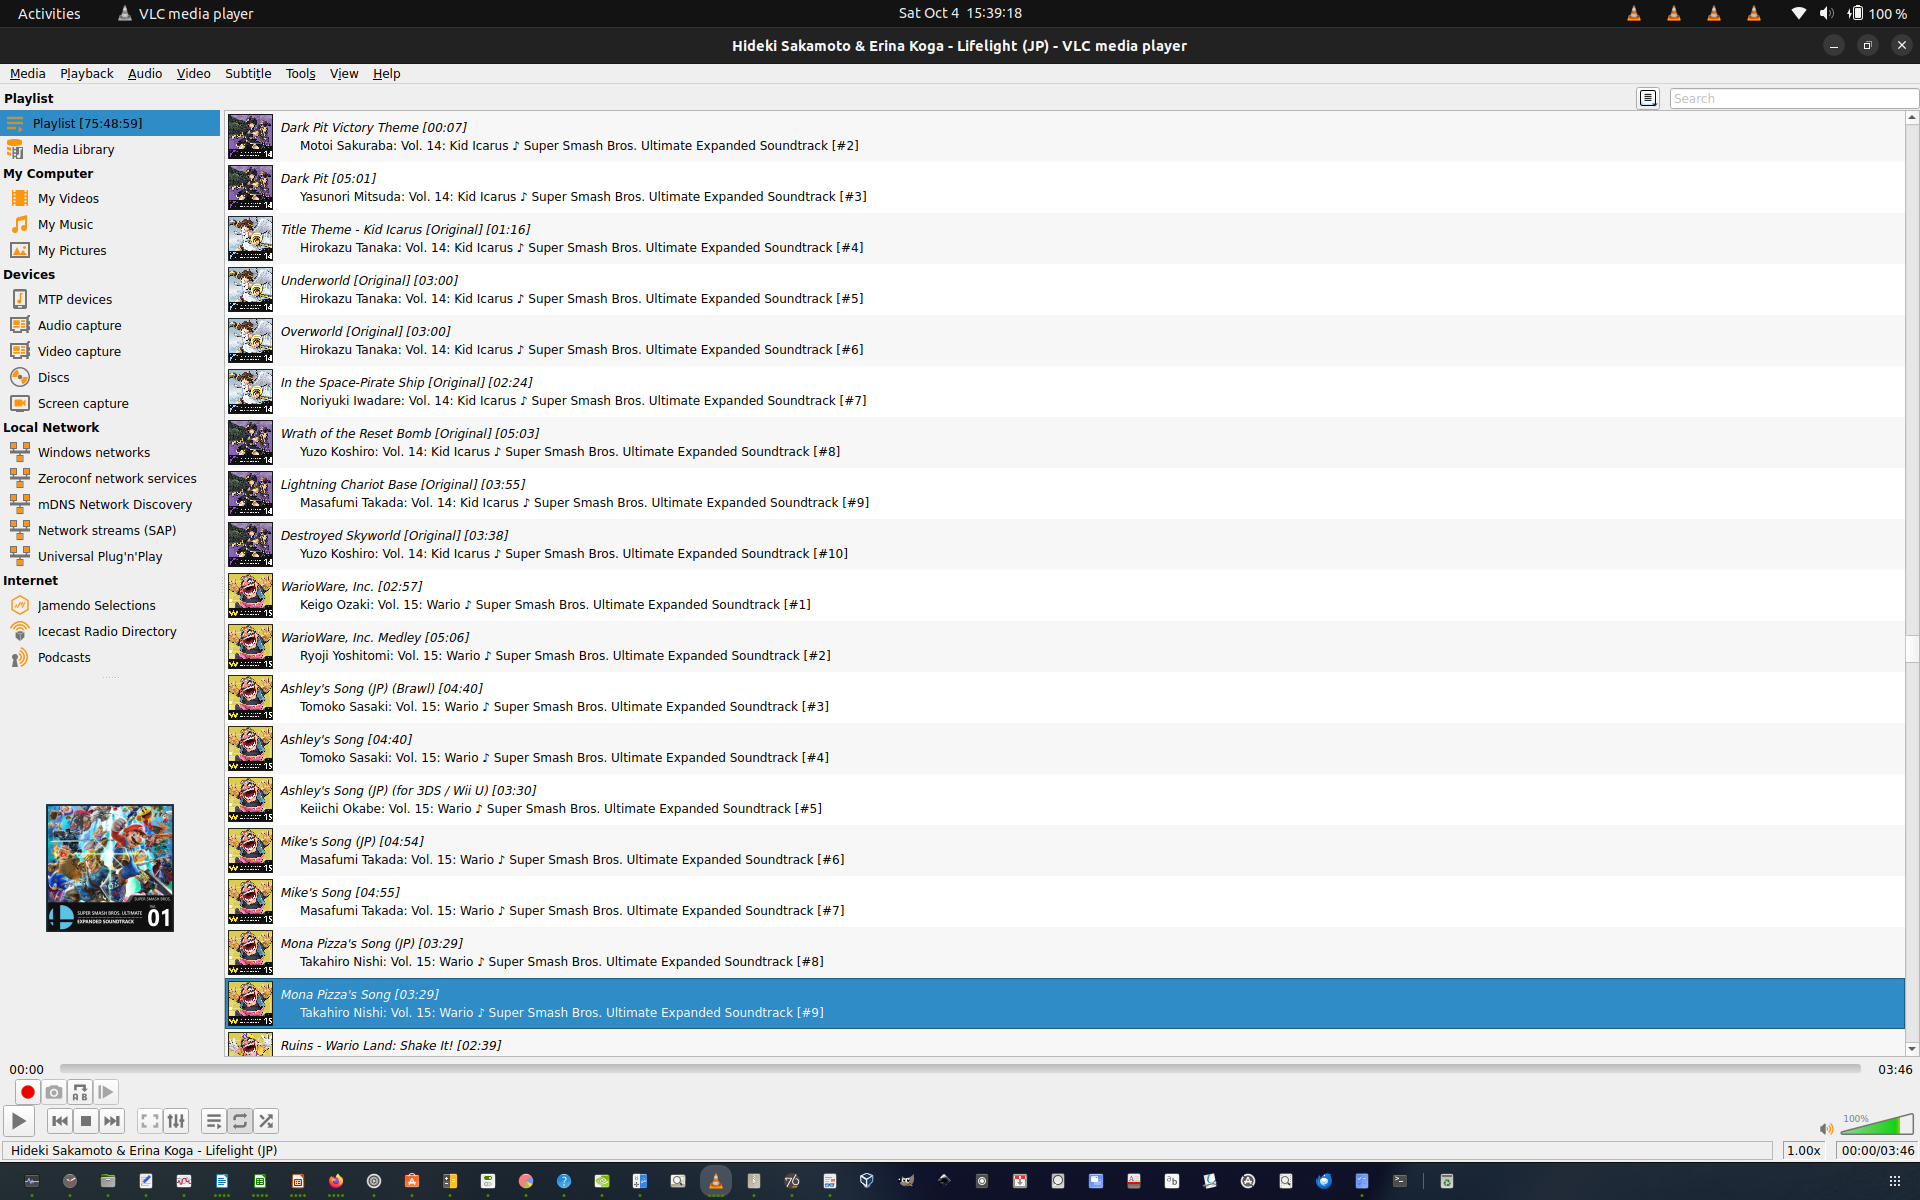 Activities
VLC media player
Sat Oct 4  15:39:18
100 %
Hideki Sakamoto & Erina Koga - Lifelight (JP) - VLC media player
Media Playback Audio Video Subtitle Tools View Help
Playlist
Search
Playlist [75:48:59]
Media Library
My Computer
My Videos
My Music
My Pictures
Devices
MTP devices
Audio capture
Video capture
Discs
Screen capture
Local Network
Windows networks
Zeroconf network services
mDNS Network Discovery
Network streams (SAP)
Universal Plug'n'Play
Internet
Jamendo Selections
Icecast Radio Directory
Podcasts
Dark Pit Victory Theme [00:07]
Motoi Sakuraba: Vol. 14: Kid Icarus ♪ Super Smash Bros. Ultimate Expanded Soundtrack [#2]
Dark Pit [05:01]
Yasunori Mitsuda: Vol. 14: Kid Icarus ♪ Super Smash Bros. Ultimate Expanded Soundtrack [#3]
Title Theme - Kid Icarus [Original] [01:16]
Hirokazu Tanaka: Vol. 14: Kid Icarus ♪ Super Smash Bros. Ultimate Expanded Soundtrack [#4]
Underworld [Original] [03:00]
Hirokazu Tanaka: Vol. 14: Kid Icarus ♪ Super Smash Bros. Ultimate Expanded Soundtrack [#5]
Overworld [Original] [03:00]
Hirokazu Tanaka: Vol. 14: Kid Icarus ♪ Super Smash Bros. Ultimate Expanded Soundtrack [#6]
In the Space-Pirate Ship [Original] [02:24]
Noriyuki Iwadare: Vol. 14: Kid Icarus ♪ Super Smash Bros. Ultimate Expanded Soundtrack [#7]
Wrath of the Reset Bomb [Original] [05:03]
Yuzo Koshiro: Vol. 14: Kid Icarus ♪ Super Smash Bros. Ultimate Expanded Soundtrack [#8]
Lightning Chariot Base [Original] [03:55]
Masafumi Takada: Vol. 14: Kid Icarus ♪ Super Smash Bros. Ultimate Expanded Soundtrack [#9]
Destroyed Skyworld [Original] [03:38]
Yuzo Koshiro: Vol. 14: Kid Icarus ♪ Super Smash Bros. Ultimate Expanded Soundtrack [#10]
WarioWare, Inc. [02:57]
Keigo Ozaki: Vol. 15: Wario ♪ Super Smash Bros. Ultimate Expanded Soundtrack [#1]
WarioWare, Inc. Medley [05:06]
Ryoji Yoshitomi: Vol. 15: Wario ♪ Super Smash Bros. Ultimate Expanded Soundtrack [#2]
Ashley's Song (JP) (Brawl) [04:40]
Tomoko Sasaki: Vol. 15: Wario ♪ Super Smash Bros. Ultimate Expanded Soundtrack [#3]
Ashley's Song [04:40]
Tomoko Sasaki: Vol. 15: Wario ♪ Super Smash Bros. Ultimate Expanded Soundtrack [#4]
Ashley's Song (JP) (for 3DS / Wii U) [03:30]
Keiichi Okabe: Vol. 15: Wario ♪ Super Smash Bros. Ultimate Expanded Soundtrack [#5]
Mike's Song (JP) [04:54]
Masafumi Takada: Vol. 15: Wario ♪ Super Smash Bros. Ultimate Expanded Soundtrack [#6]
Mike's Song [04:55]
Masafumi Takada: Vol. 15: Wario ♪ Super Smash Bros. Ultimate Expanded Soundtrack [#7]
Mona Pizza's Song (JP) [03:29]
Takahiro Nishi: Vol. 15: Wario ♪ Super Smash Bros. Ultimate Expanded Soundtrack [#8]
Mona Pizza's Song [03:29]
Takahiro Nishi: Vol. 15: Wario ♪ Super Smash Bros. Ultimate Expanded Soundtrack [#9]
Ruins - Wario Land: Shake It! [02:39]
SUPER SMASH BROS. ULTIMATE
EXPANDED SOUNDTRACK
01
00:00
03:46
100%
Hideki Sakamoto & Erina Koga - Lifelight (JP)
1.00x
00:00/03:46